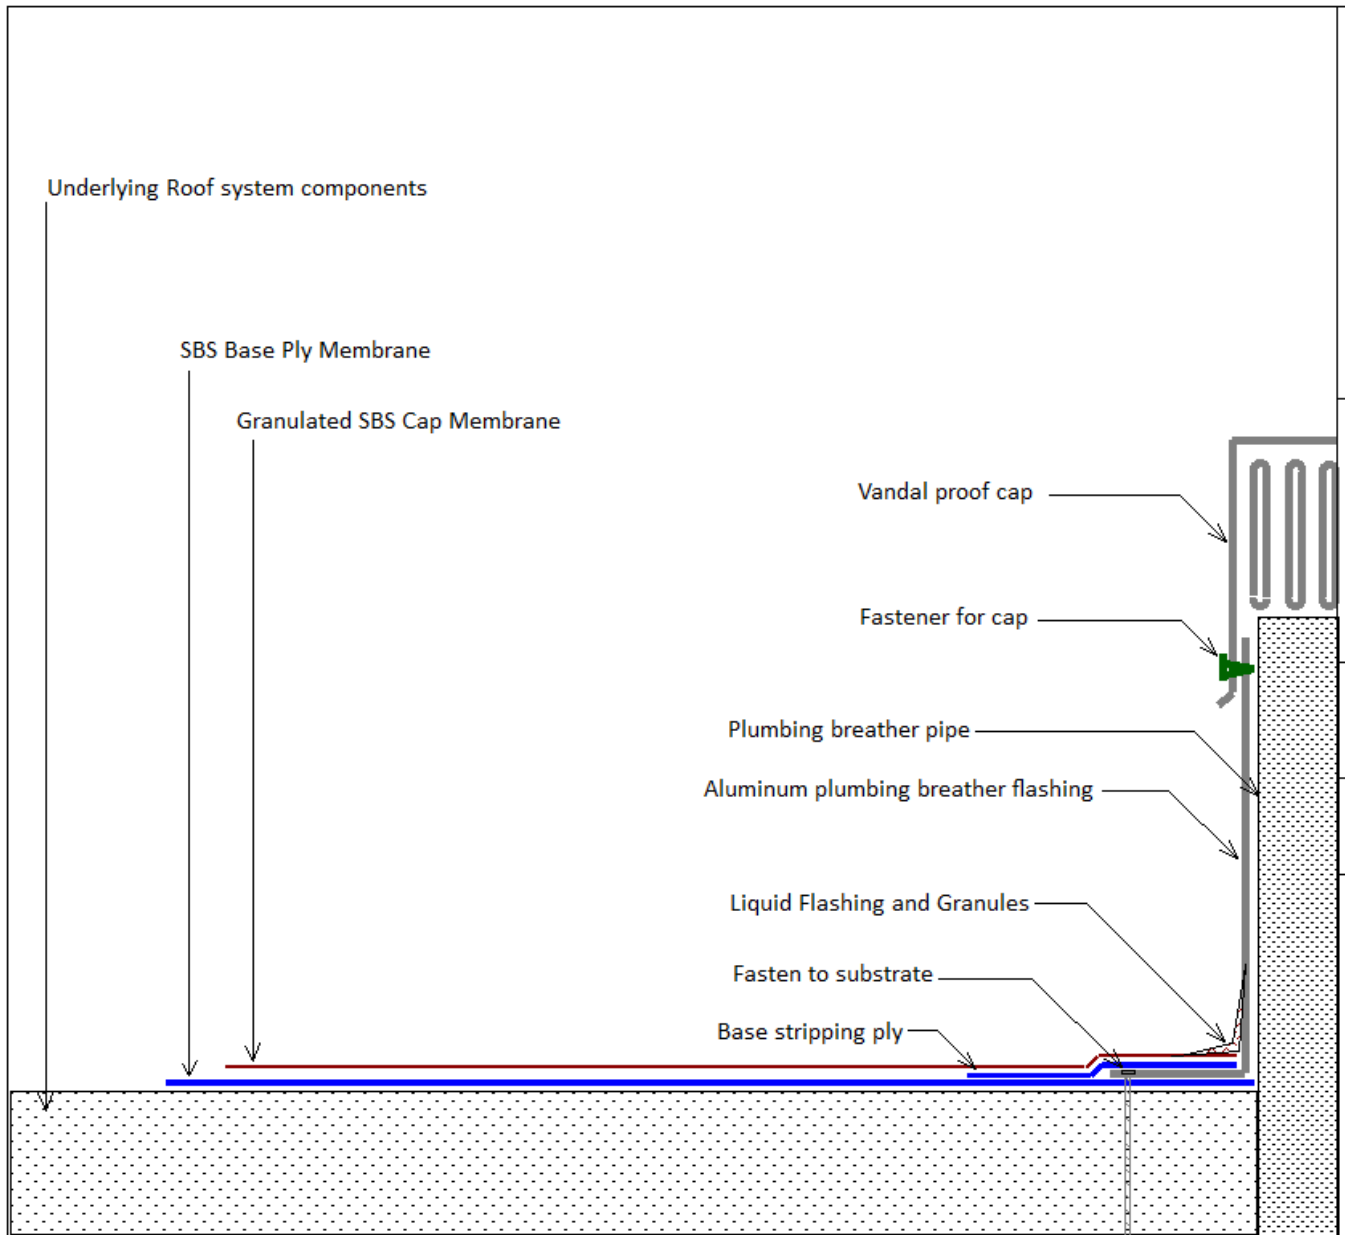 Underlying Roof system components
SBS Base Ply Membrane
Granulated SBS Cap Membrane
Vandal proof cap
Fastener for cap
Plumbing breather pipe
Aluminum plumbing breather flashing
Liquid Flashing and Granules
Fasten to substrate
Base stripping ply